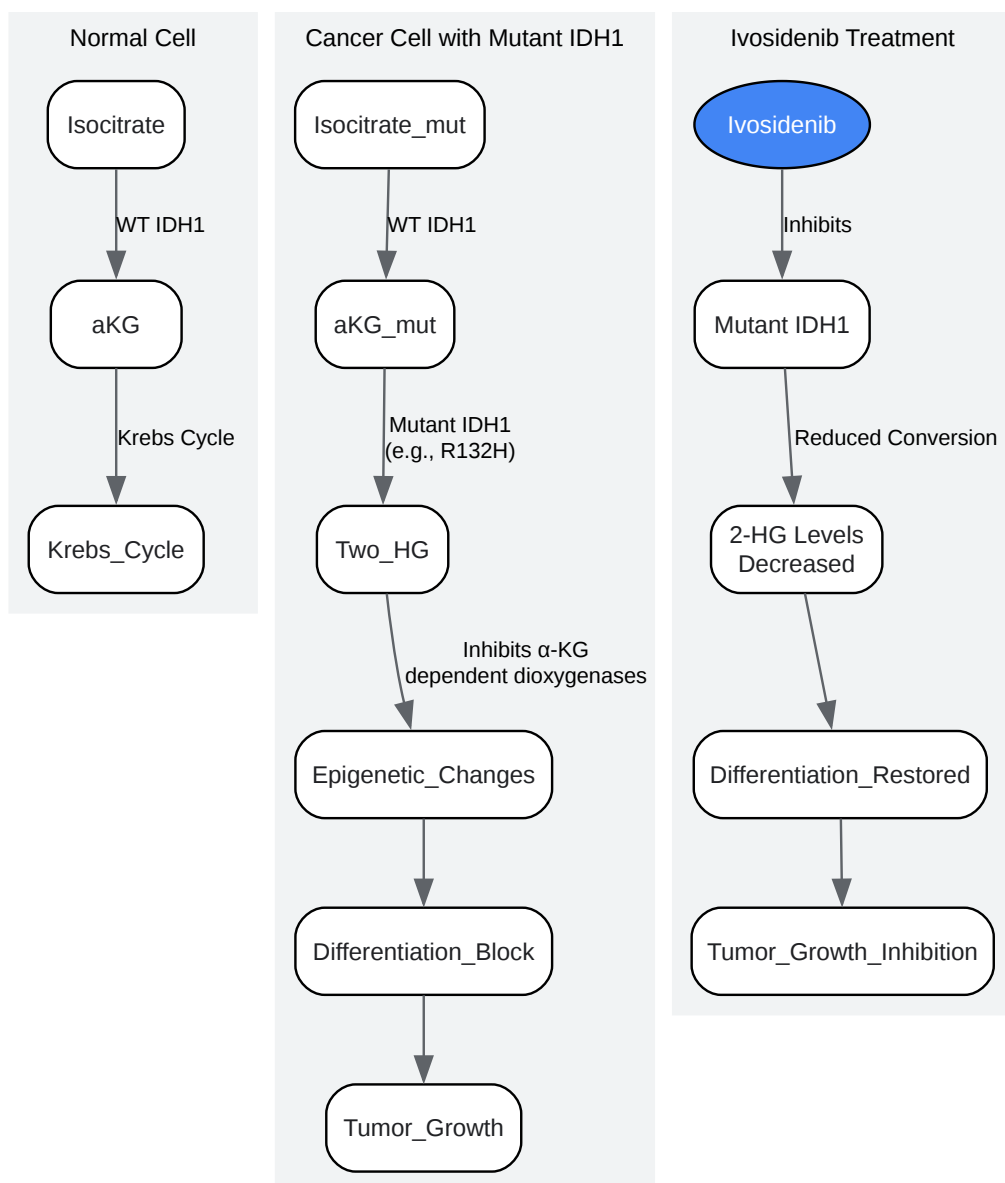 Normal Cell
Isocitrate
WT IDH1
aKG
Krebs Cycle
Krebs_Cycle
Cancer Cell with Mutant IDH1
Isocitrate_mut
WT IDH1
aKG_mut
Mutant IDH1
(e.g., R132H)
Two_HG
Inhibits α-KG
dependent dioxygenases
Epigenetic_Changes
Differentiation_Block
Tumor_Growth
Ivosidenib Treatment
Ivosidenib
Inhibits
Mutant IDH1
Reduced Conversion
2-HG Levels
Decreased
Differentiation_Restored
Tumor_Growth_Inhibition